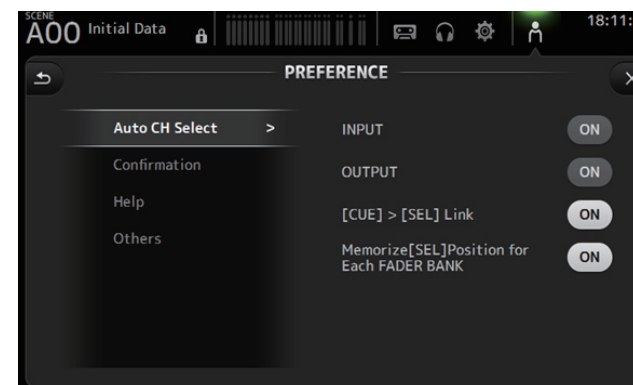 SCENE
A00 Initial Data
18:11:
PREFERENCE
Auto CH Select >
INPUT ON
Confirmation
OUTPUT ON
Help
[CUE] > [SEL] Link ON
Others
Memorize[SEL]Position for
Each FADER BANK
ON